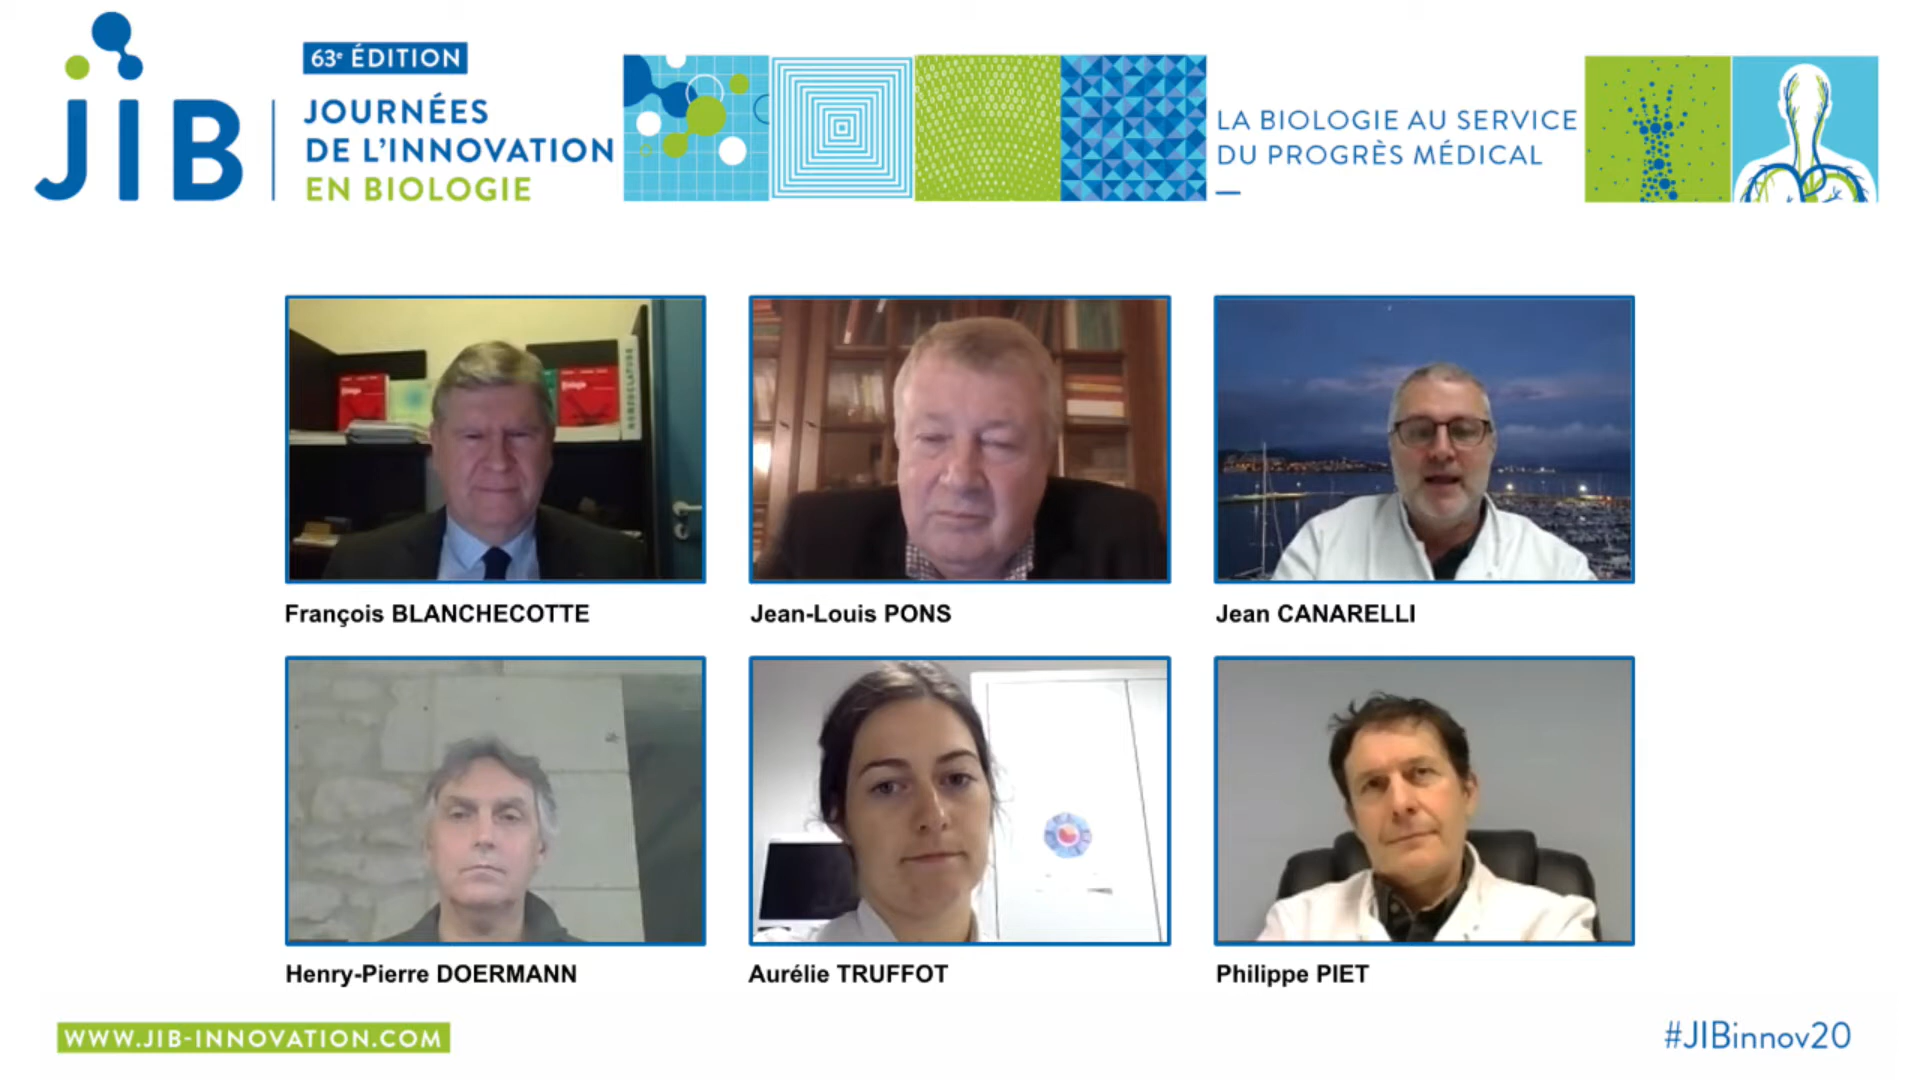 JIB
63e ÉDITION
JOURNÉES
DE L'INNOVATION
EN BIOLOGIE
LA BIOLOGIE AU SERVICE
DU PROGRÈS MÉDICAL
François BLANCHECOTTE
Jean-Louis PONS
Jean CANARELLI
Henry-Pierre DOERMANN
Aurélie TRUFFOT
Philippe PIET
WWW.JIB-INNOVATION.COM
#JIBinnov20